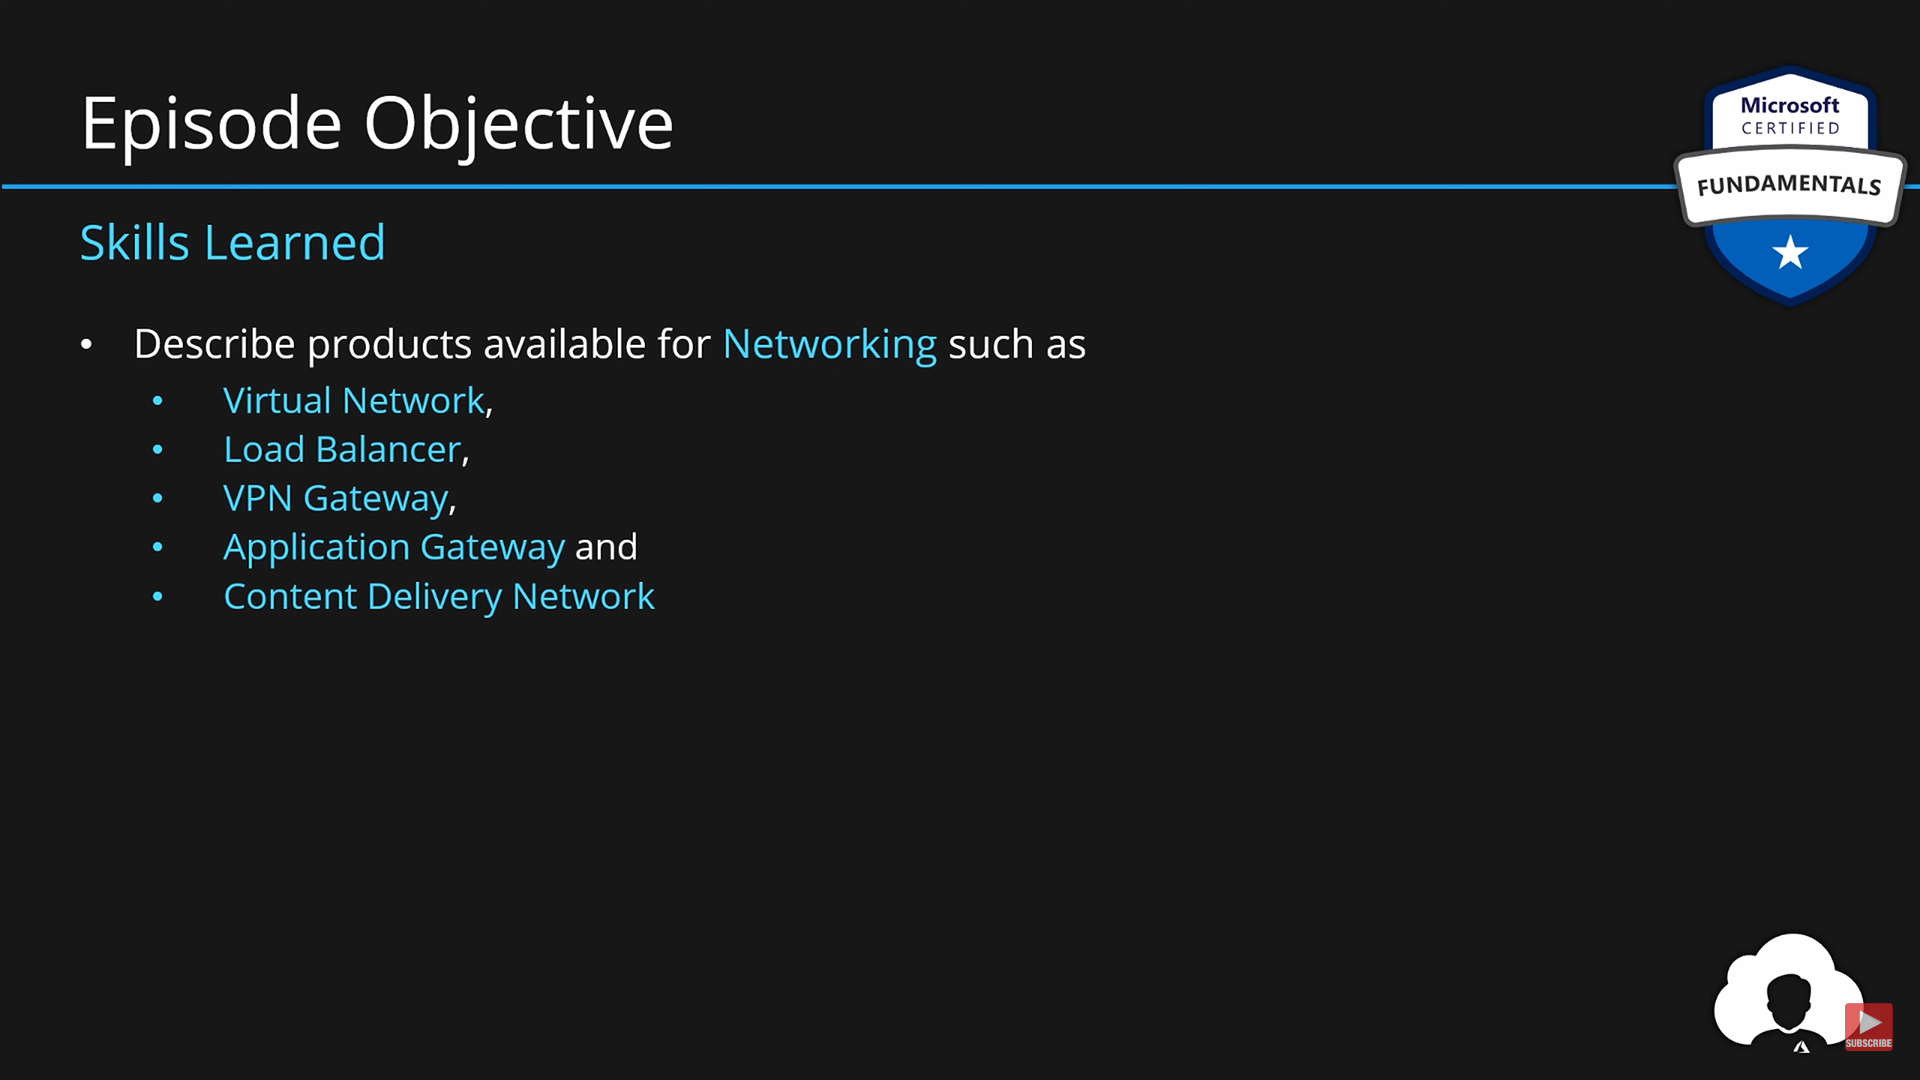 Episode Objective
Microsoft
CERTIFIED
FUNDAMENTALS
Skills Learned
• Describe products available for Networking such as
• Virtual Network,
• Load Balancer,
• VPN Gateway,
• Application Gateway and
• Content Delivery Network
SUBSCRIBE